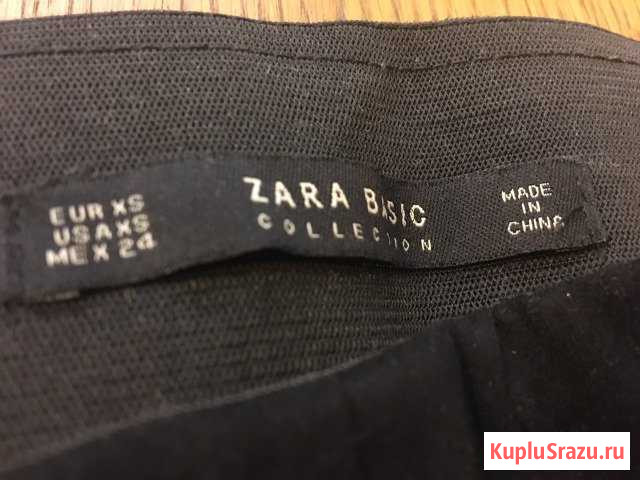 EUR XS
USA XS
MEX 24
ZARA BASIC
COLLECTION
MADE
IN
CHINA
KupluSrazu.ru